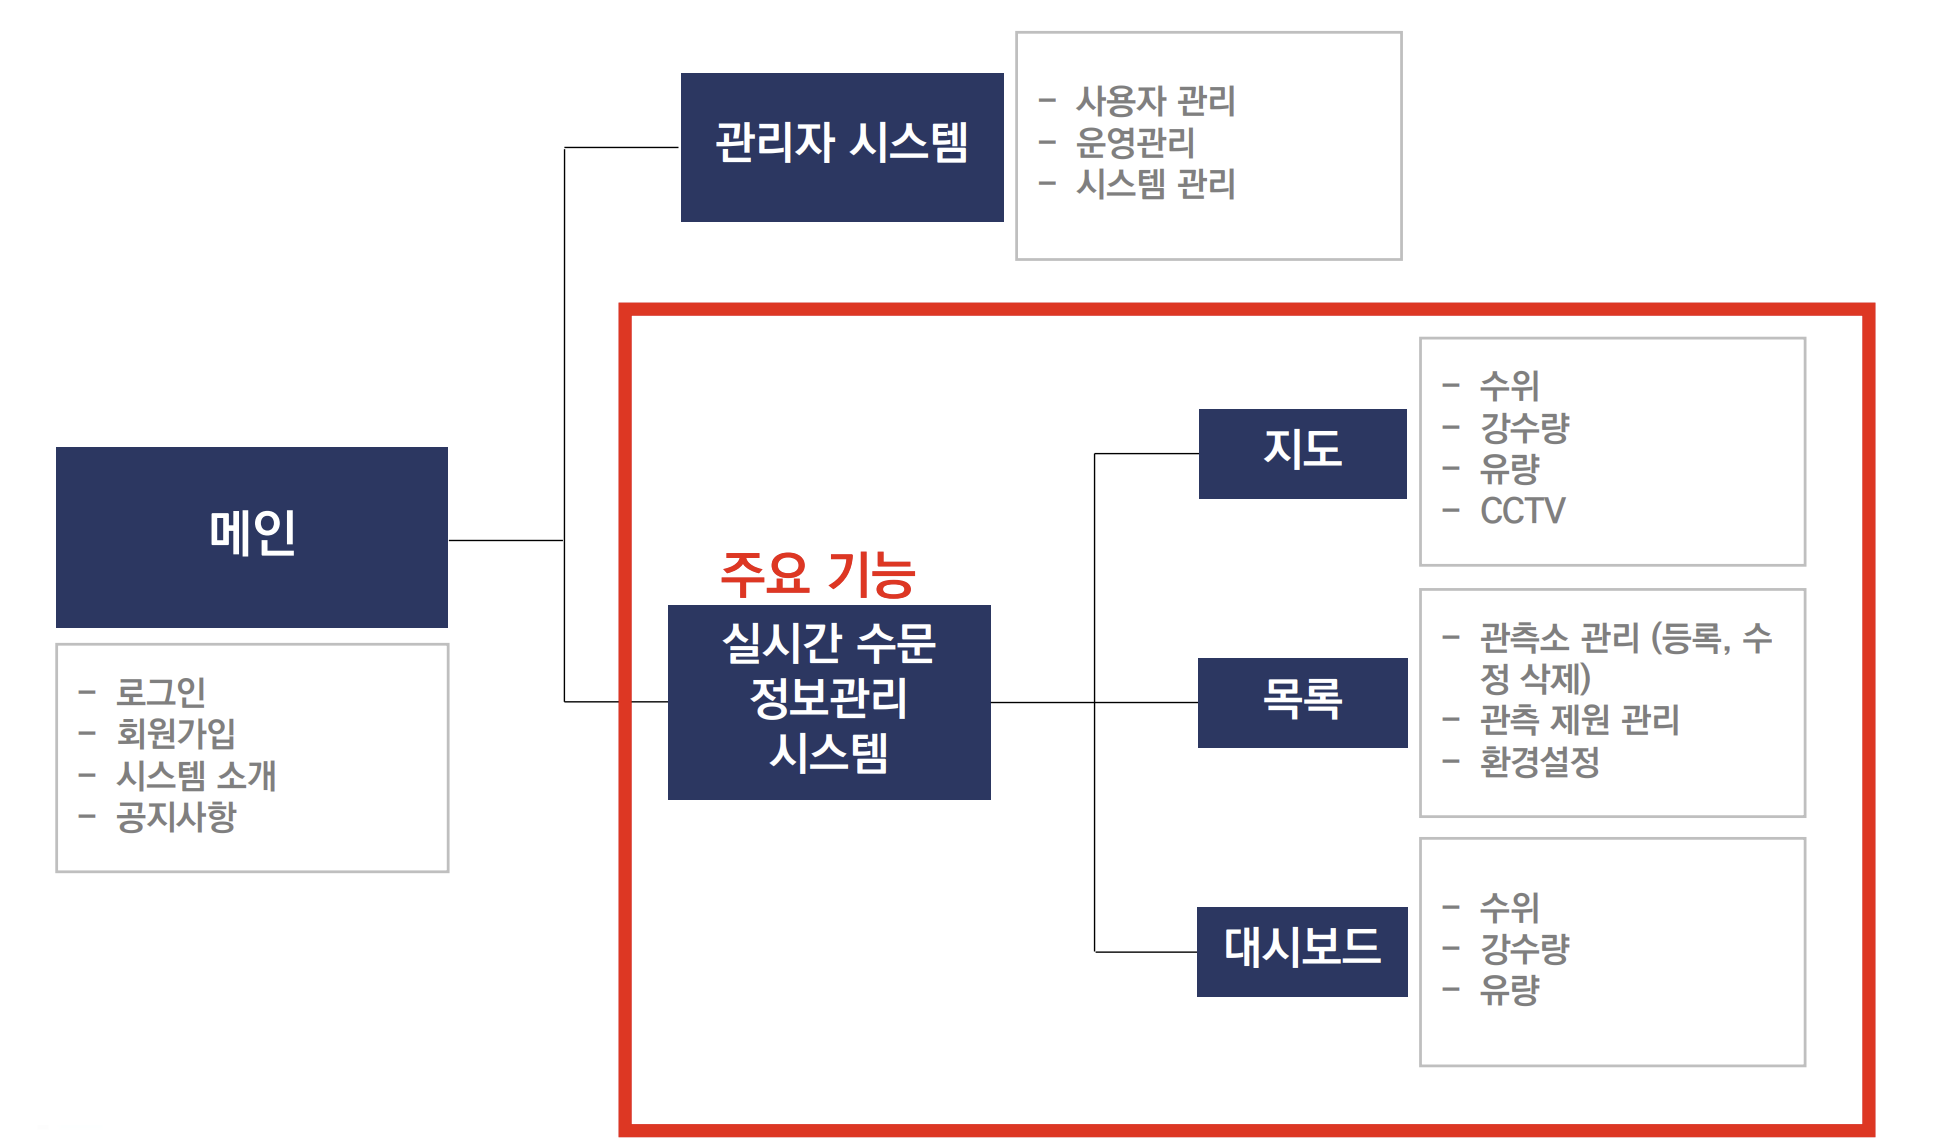 관리자 시스템
- 사용자 관리
- 운영관리
- 시스템 관리
메인
- 로그인
- 회원가입
- 시스템 소개
- 공지사항
주요 기능
실시간 수문
정보관리
시스템
지도
- 수위
- 강수량
- 유량
- CCTV
목록
- 관측소 관리 (등록, 수
정 삭제)
- 관측 제원 관리
- 환경설정
대시보드
- 수위
- 강수량
- 유량